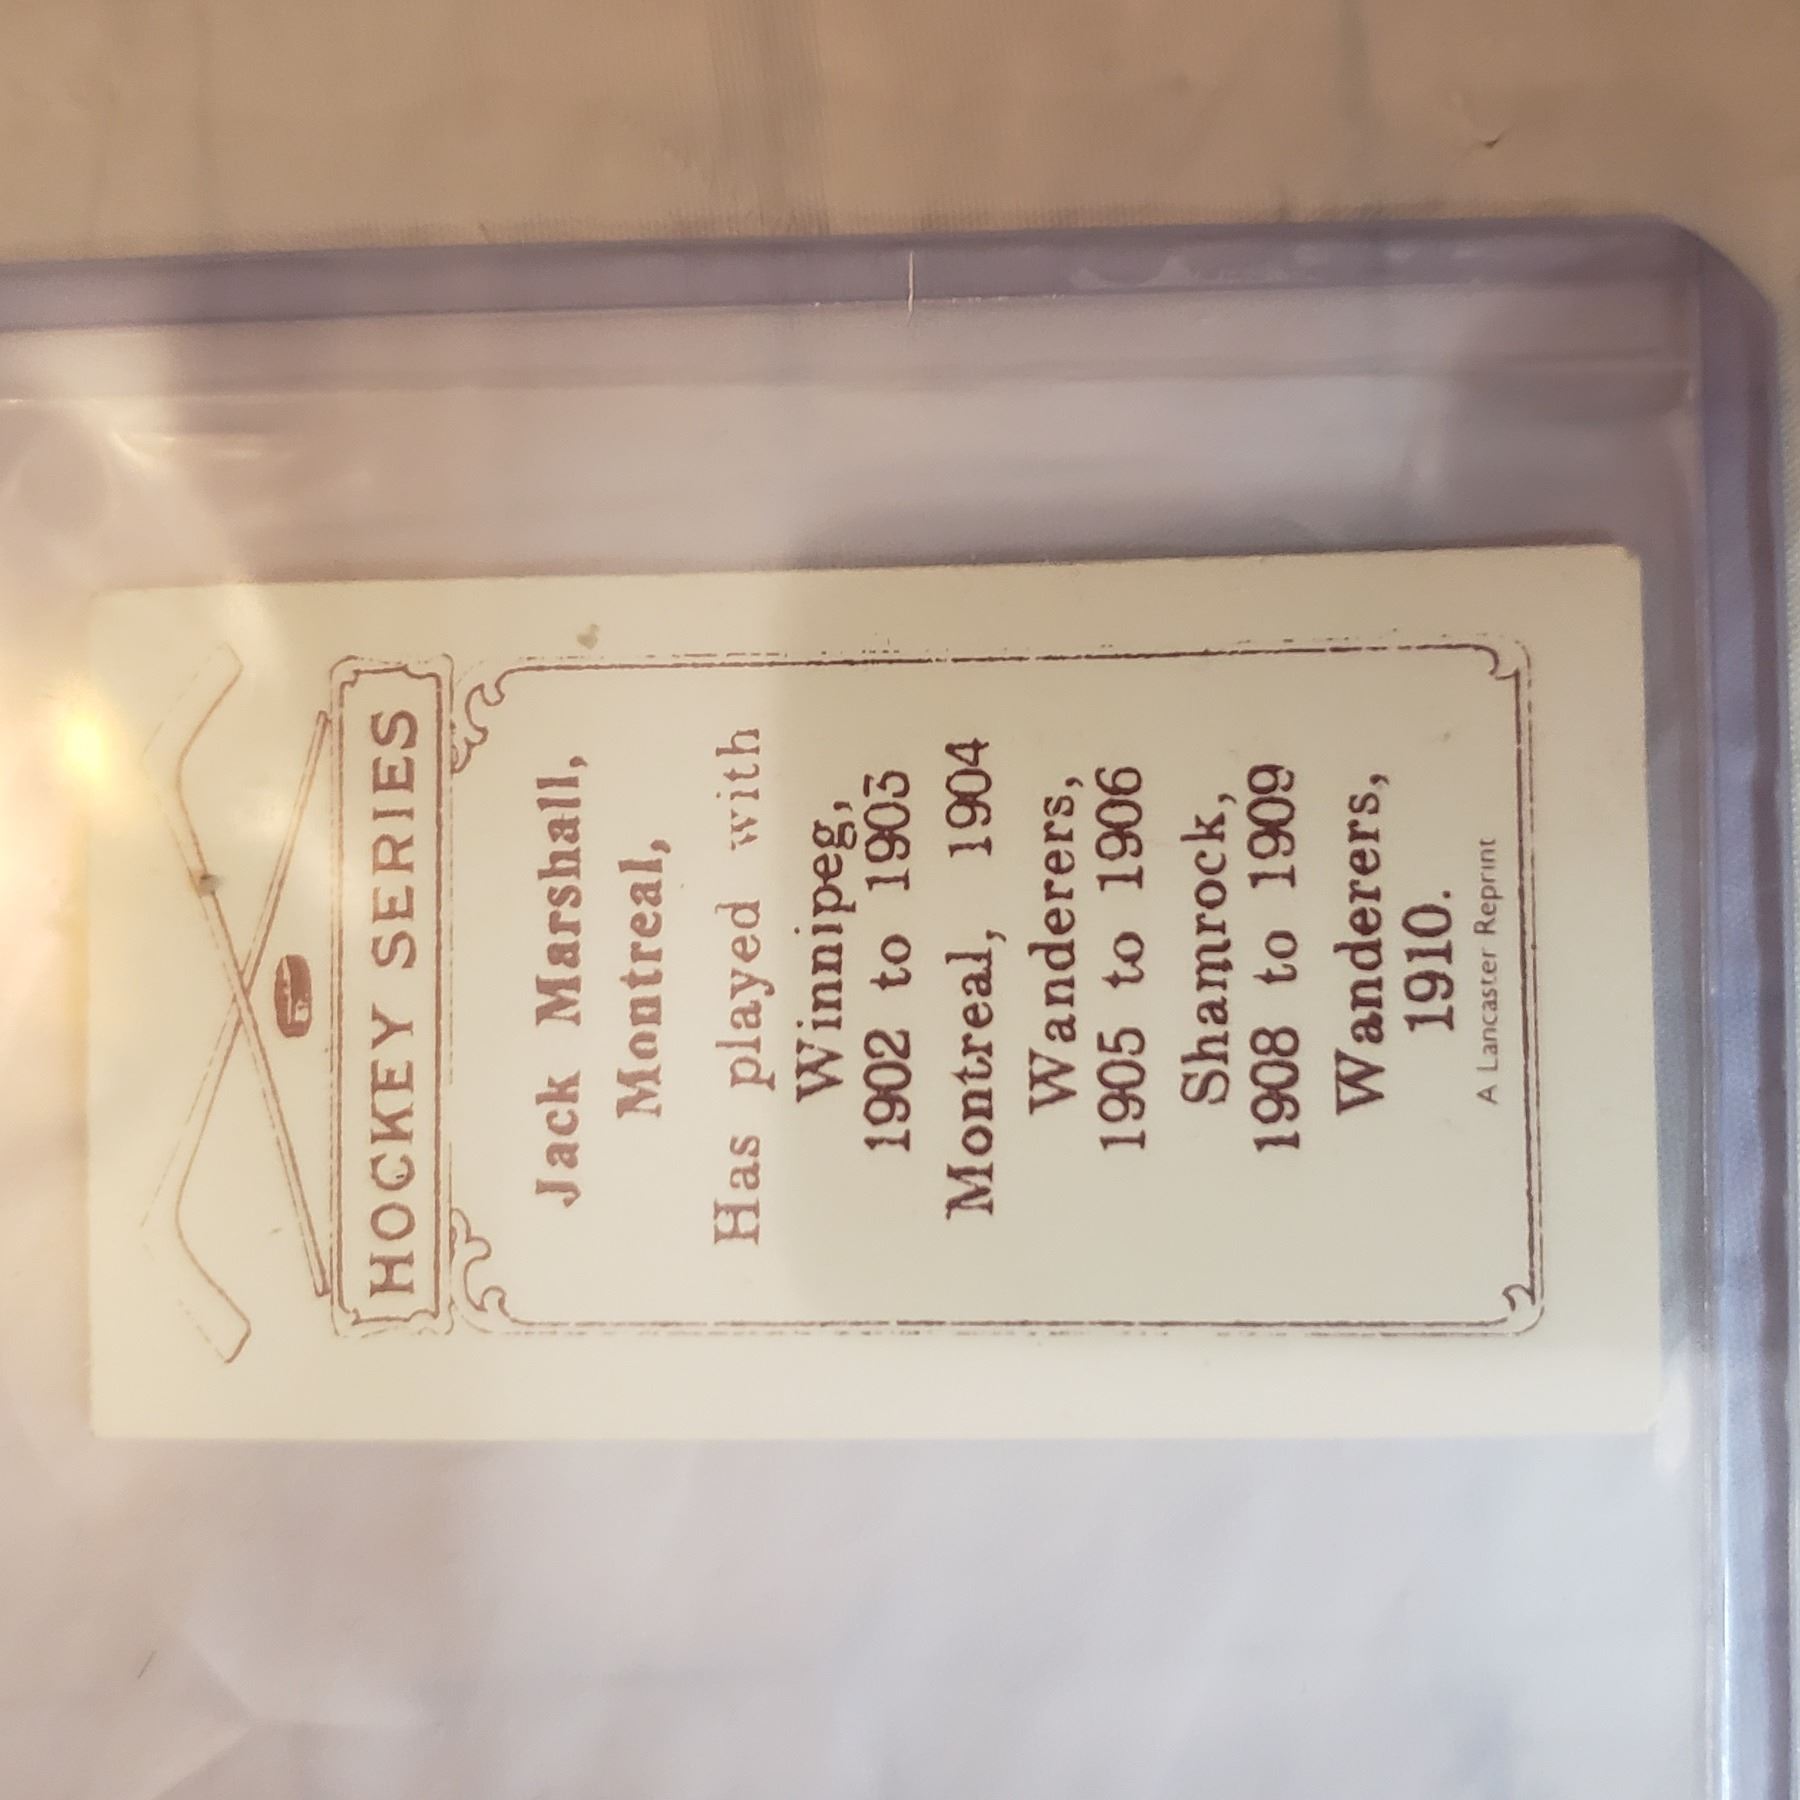 HOCKEY SERIES
Jack Marshall,
Montreal,
Has played with
Winnipeg,
1902 to 1903
Montreal, 1904
Wanderers,
1905 to 1906
Shamrock,
1908 to 1909
Wanderers,
1910.
A Lancaster Reprint